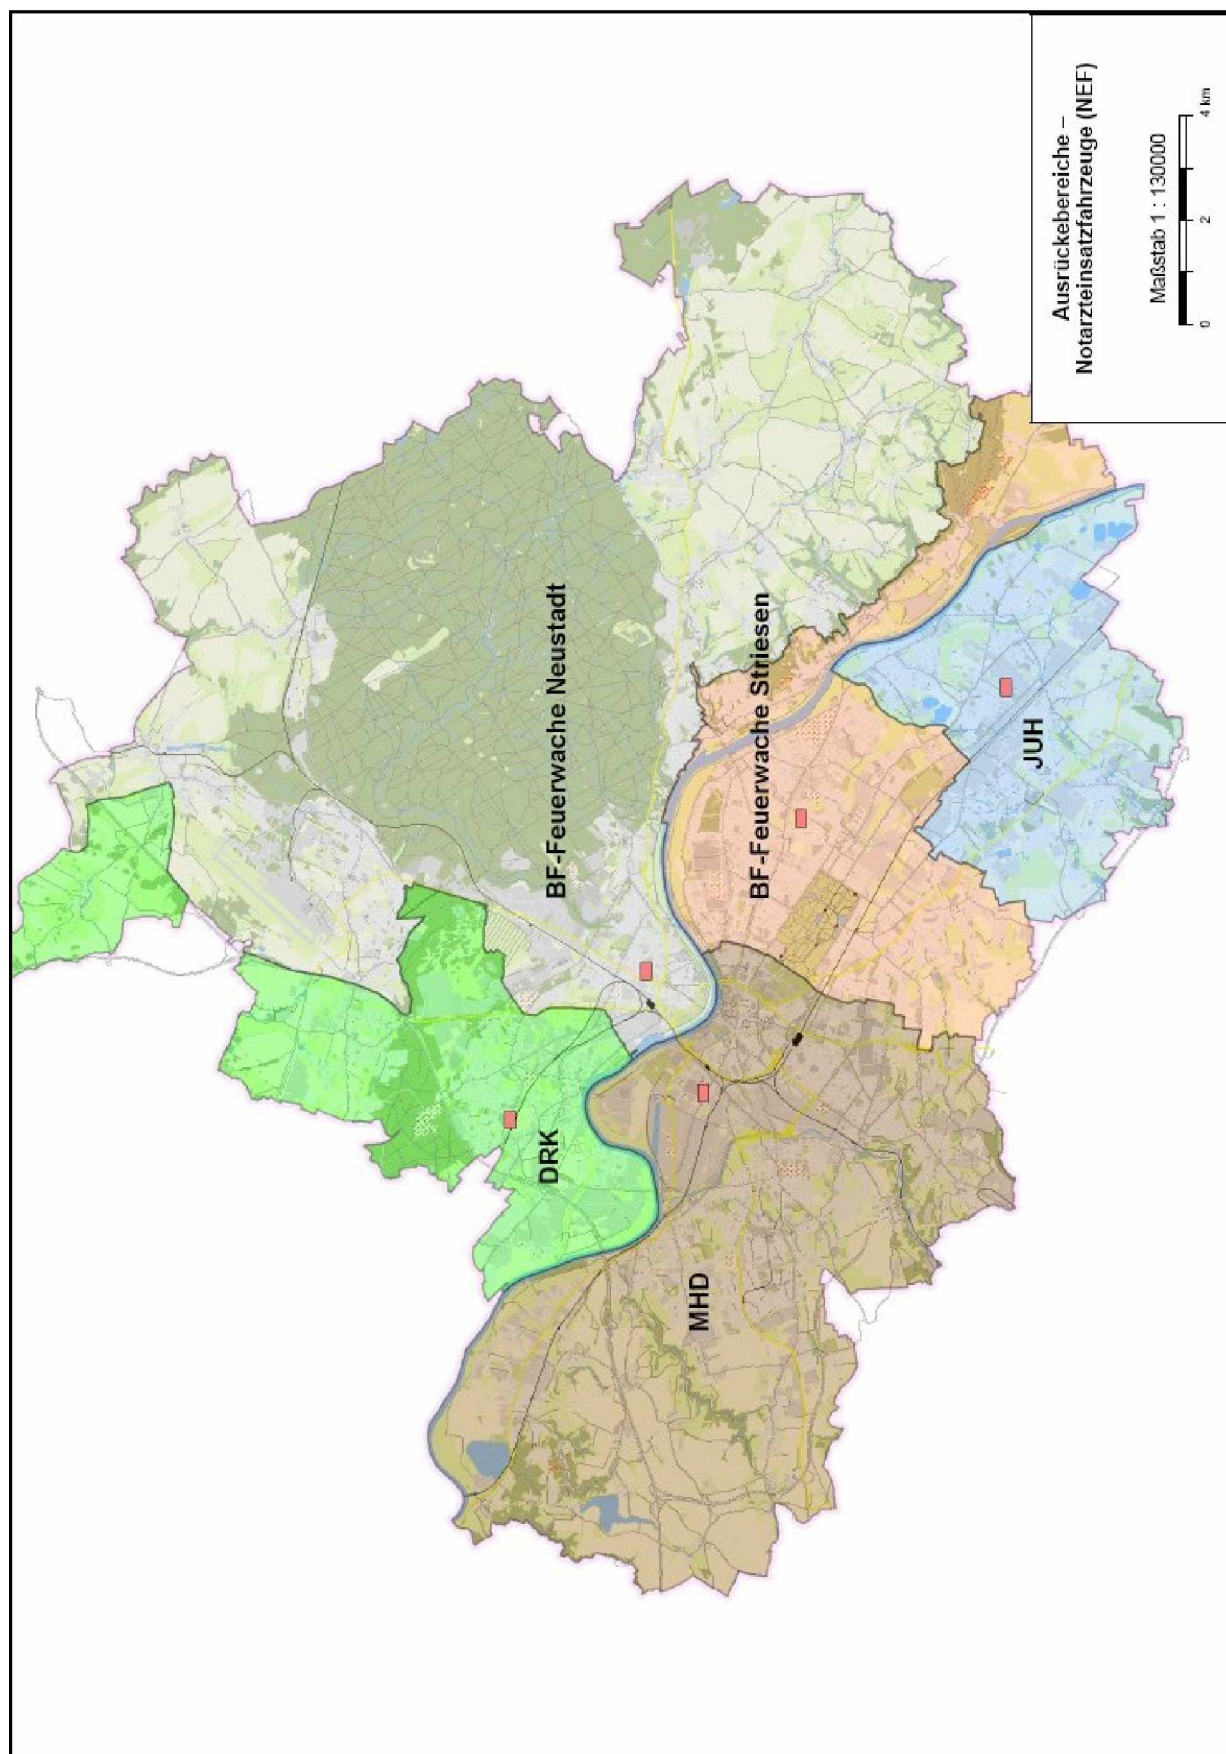 Ausrückebereiche –
Notarzteinsatzfahrzeuge (NEF)
Maßstab 1 : 130000
0 2 4 km
BF-Feuerwache Neustadt
BF-Feuerwache Striesen
DRK
MHD
JUH